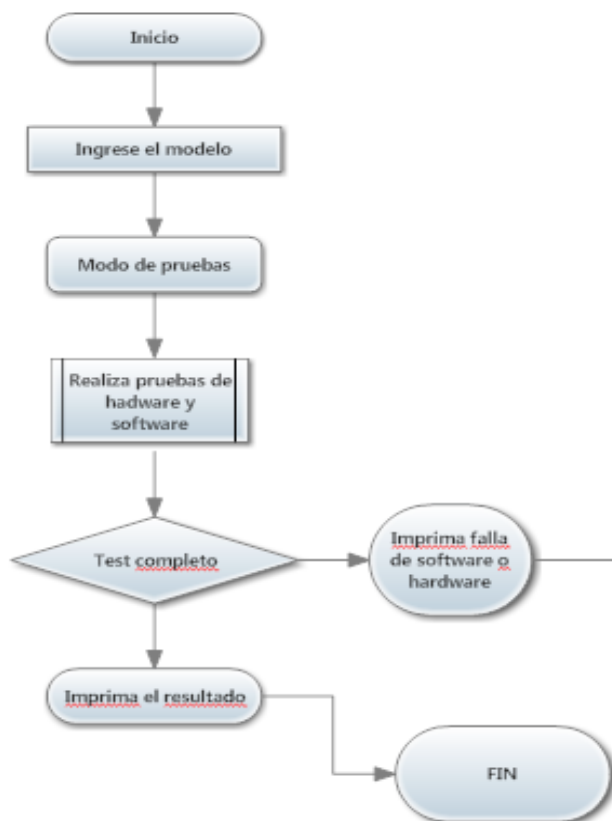 Inicio
Ingrese el modelo
Modo de pruebas
Realiza pruebas de
hadware y
software
Test completo
Imprima falla
de software o
hardware
Imprima el resultado
FIN